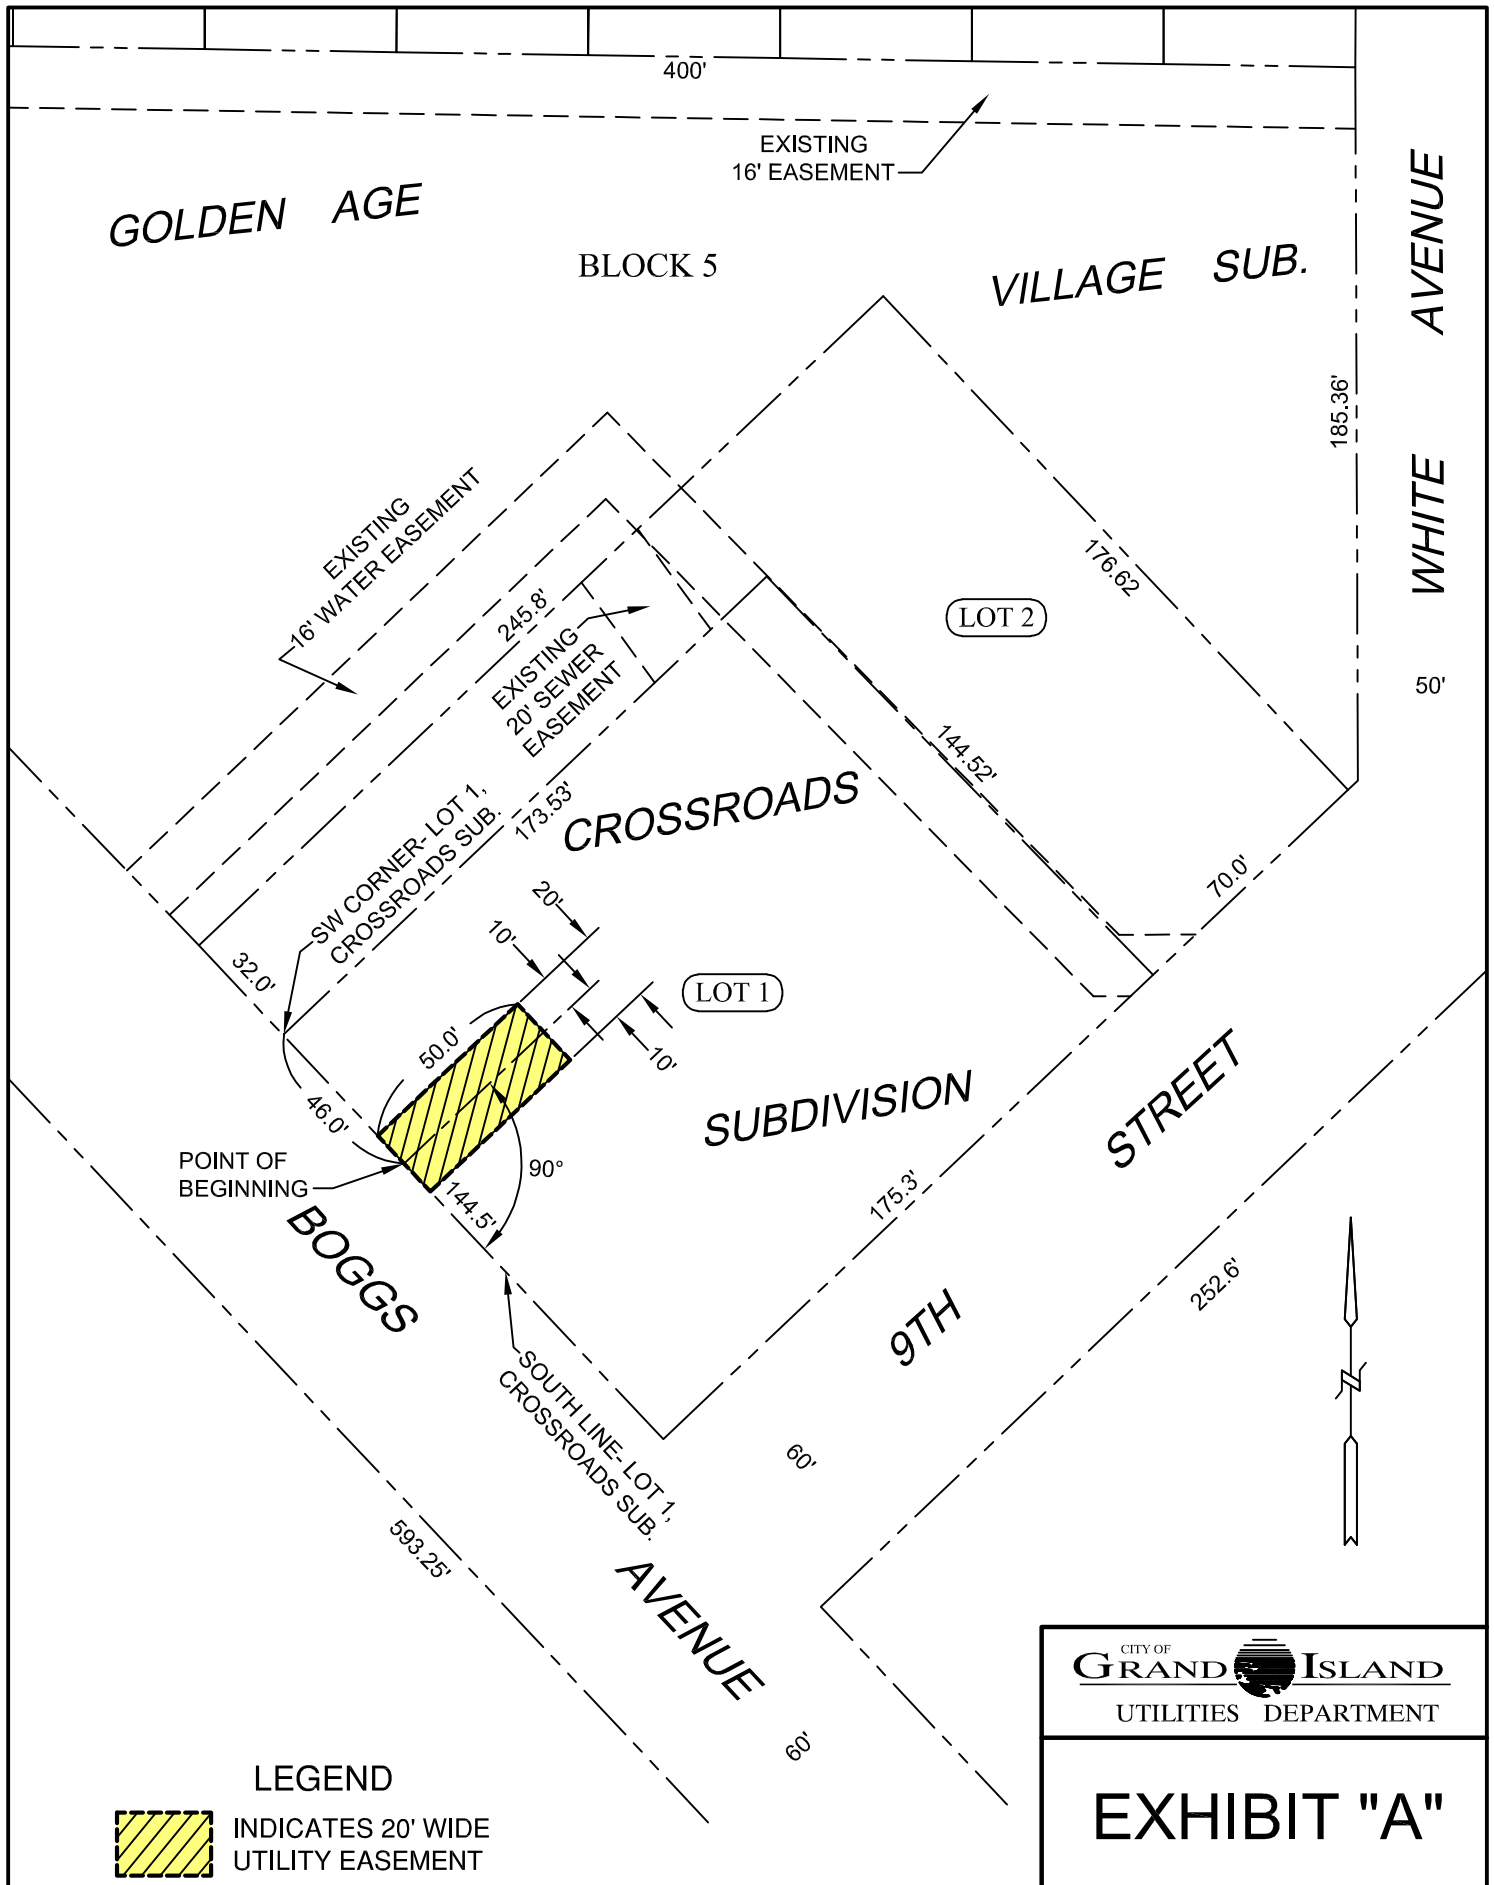 400'
EXISTING
16' EASEMENT
GOLDEN AGE
BLOCK 5
VILLAGE SUB.
WHITE AVENUE
185.36'
50'
EXISTING
16' WATER EASEMENT
245.8'
EXISTING
20' SEWER
EASEMENT
176.62
LOT 2
144.52'
70.0'
SW CORNER- LOT 1,
CROSSROADS SUB.
173.53'
CROSSROADS
20'
10'
32.0'
LOT 1
50.0'
10'
46.0'
SUBDIVISION
POINT OF
BEGINNING
90°
144.5'
175.3'
9TH STREET
252.6'
BOGGS AVENUE
SOUTH LINE- LOT 1,
CROSSROADS SUB.
60'
593.25'
60'
N
CITY OF
GRAND ISLAND
UTILITIES DEPARTMENT
EXHIBIT "A"
LEGEND
INDICATES 20' WIDE
UTILITY EASEMENT